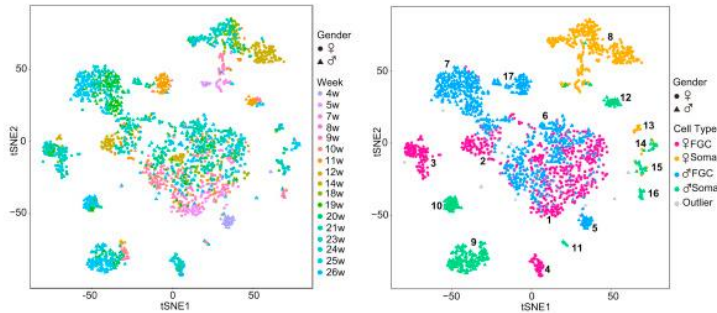 tSNE2
50
0
−50
−50
0
50
tSNE1
Gender
♀
♂
Week
4w
5w
7w
8w
9w
10w
11w
12w
14w
18w
19w
20w
21w
23w
24w
25w
26w
tSNE2
50
0
−50
−50
0
50
tSNE1
8
7
17
12
6
13
14
2
3
15
16
10
1
5
9
11
4
Gender
♀
♂
Cell Type
♀FGC
♀Soma
♂FGC
♂Soma
Outlier